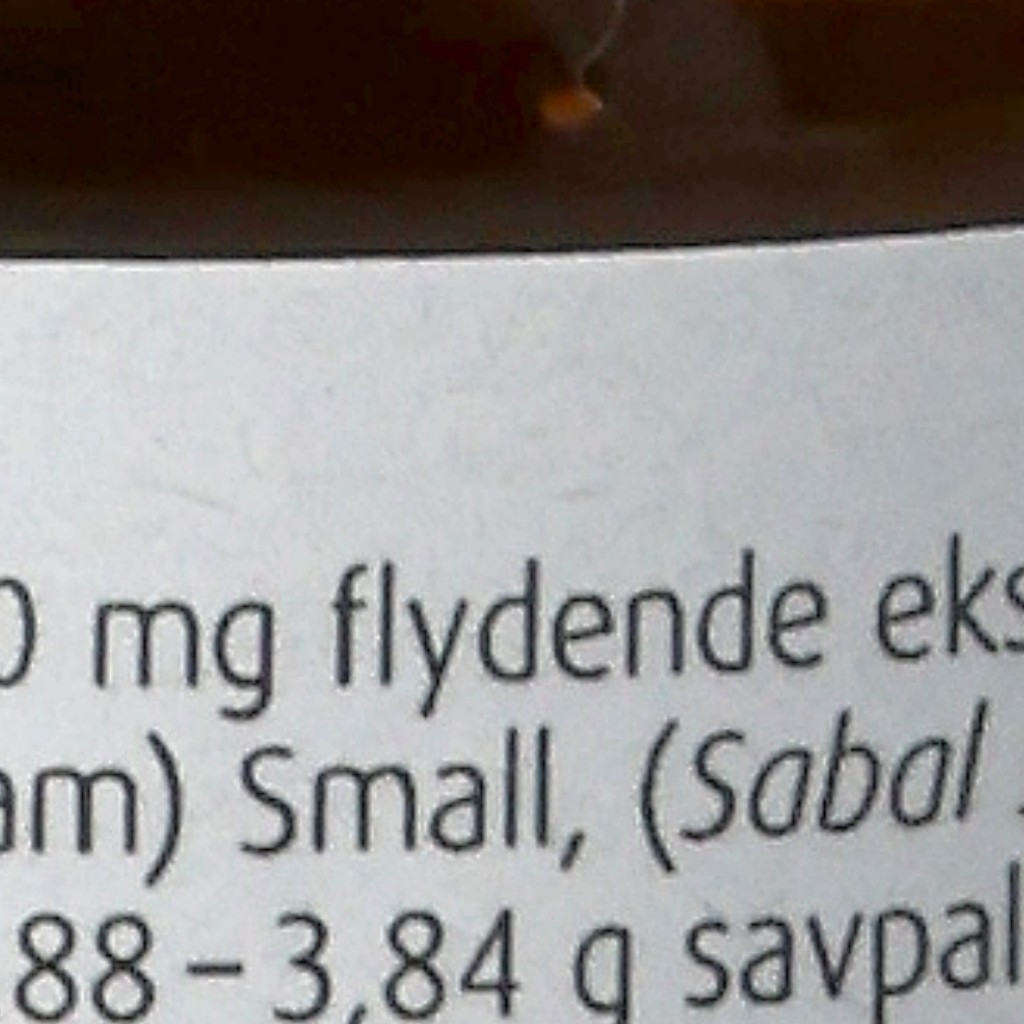 0 mg flydende eks
am) Small, (Sabal
,88–3,84 g savpal